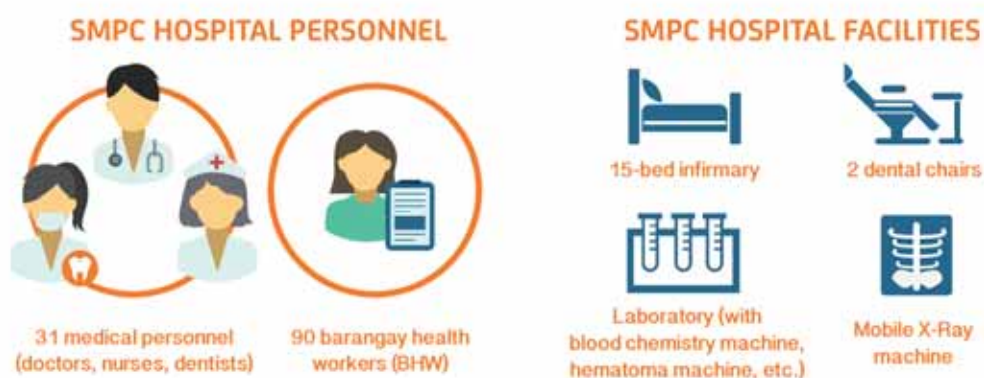 SMPC HOSPITAL PERSONNEL
31 medical personnel
(doctors, nurses, dentists)
90 barangay health
workers (BHW)
SMPC HOSPITAL FACILITIES
15-bed infirmary
2 dental chairs
Laboratory (with
blood chemistry machine,
hematoma machine, etc.)
Mobile X-Ray
machine